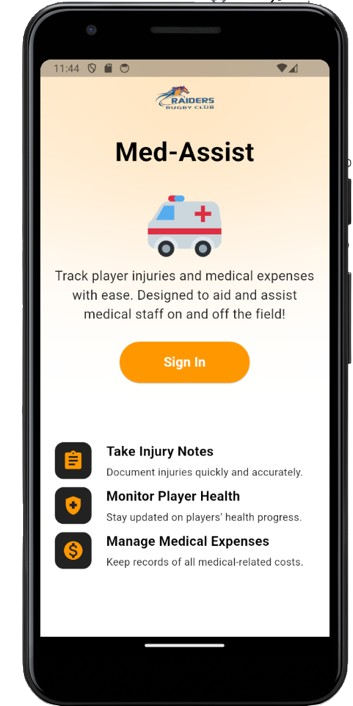 11:44
RAIDERS
RUGBY CLUB
Med-Assist
Track player injuries and medical expenses
with ease. Designed to aid and assist
medical staff on and off the field!
Sign In
Take Injury Notes
Document injuries quickly and accurately.
Monitor Player Health
Stay updated on players' health progress.
Manage Medical Expenses
Keep records of all medical-related costs.